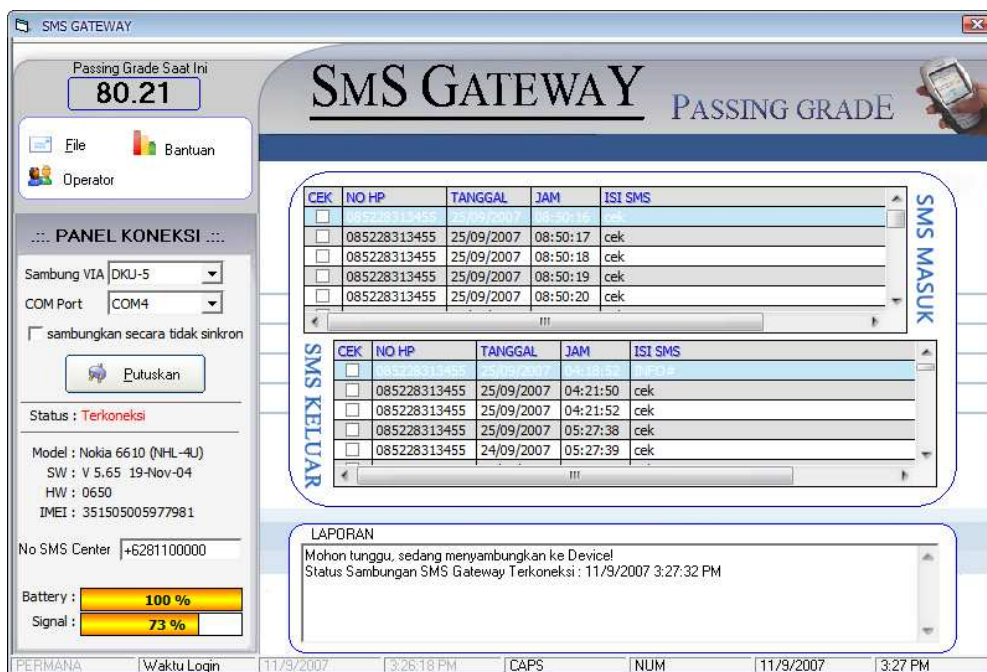 SMS GATEWAY
Passing Grade Saat Ini
80.21
File
Bantuan
Operator
SMS GATEWAY PASSING GRADE
.::. PANEL KONEKSI .::.
Sambung VIA DKU-5
COM Port COM4
sambungkan secara tidak sinkron
Putuskan
Status : Terkoneksi
Model : Nokia 6610 (NHL-4U)
SW : V 5.65 19-Nov-04
HW : 0650
IMEI : 351505005977981
No SMS Center +6281100000
Battery : 100 %
Signal : 73 %
CEK NO HP TANGGAL JAM ISI SMS
085228313455 25/09/2007 08:50:16 cek
085228313455 25/09/2007 08:50:17 cek
085228313455 25/09/2007 08:50:18 cek
085228313455 25/09/2007 08:50:19 cek
085228313455 25/09/2007 08:50:20 cek
SMS MASUK
SMS KELUAR
CEK NO HP TANGGAL JAM ISI SMS
085228313455 25/09/2007 04:18:52 INFO#
085228313455 25/09/2007 04:21:50 cek
085228313455 25/09/2007 04:21:52 cek
085228313455 25/09/2007 05:27:38 cek
085228313455 24/09/2007 05:27:39 cek
LAPORAN
Mohon tunggu, sedang menyambungkan ke Device!
Status Sambungan SMS Gateway Terkoneksi : 11/9/2007 3:27:32 PM
PERMANA Waktu Login 11/9/2007 3:26:18 PM CAPS NUM 11/9/2007 3:27 PM